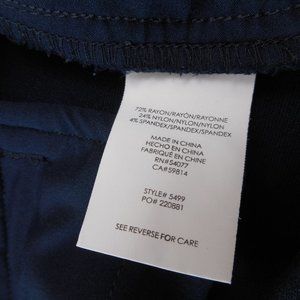 72% RAYON/RAYÓN/RAYONNE
24% NYLON/NYLON/NYLON
4% SPANDEX/SPANDEX/SPANDEX
MADE IN CHINA
HECHO EN CHINA
FABRIQUÉ EN CHINE
RN#54077
CA#59814
STYLE# 5499
PO# 220881
SEE REVERSE FOR CARE